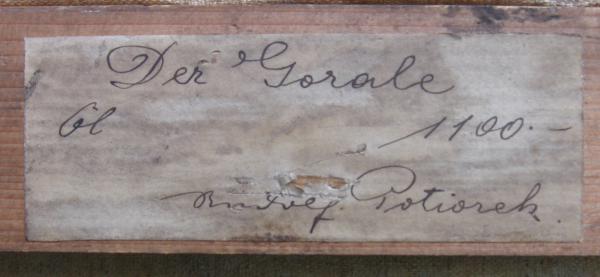 Der Gorale
Öl 1100.—
Rudolf. Potiorek.